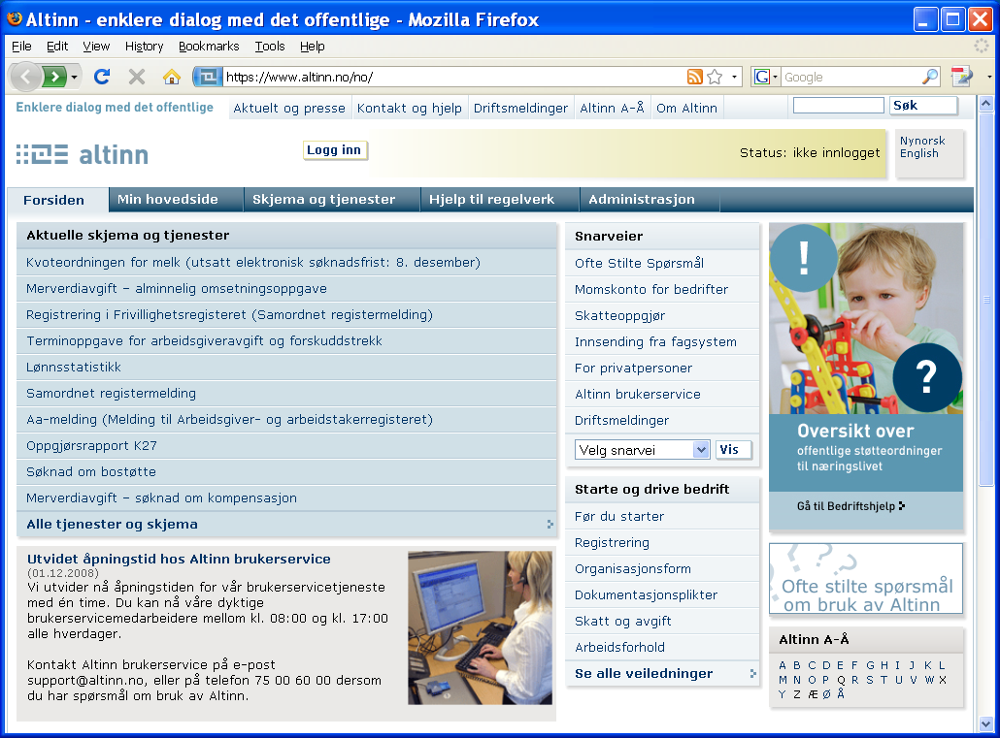 Altinn - enklere dialog med det offentlige - Mozilla Firefox
File Edit View History Bookmarks Tools Help
https://www.altinn.no/no/
G
Google
Enklere dialog med det offentlige
Aktuelt og presse
Kontakt og hjelp
Driftsmeldinger
Altinn A-Å
Om Altinn
Søk
altinn
Logg inn
Status: ikke innlogget
Nynorsk
English
Forsiden
Min hovedside
Skjema og tjenester
Hjelp til regelverk
Administrasjon
Aktuelle skjema og tjenester
Kvoteordningen for melk (utsatt elektronisk søknadsfrist: 8. desember)
Merverdiavgift – alminnelig omsetningsoppgave
Registrering i Frivillighetsregisteret (Samordnet registermelding)
Terminoppgave for arbeidsgiveravgift og forskuddstrekk
Lønnsstatistikk
Samordnet registermelding
Aa-melding (Melding til Arbeidsgiver- og arbeidstakerregisteret)
Oppgjørsrapport K27
Søknad om bostøtte
Merverdiavgift – søknad om kompensasjon
Alle tjenester og skjema
Utvidet åpningstid hos Altinn brukerservice
(01.12.2008)
Vi utvider nå åpningstiden for vår brukerservicetjeneste
med én time. Du kan nå våre dyktige
brukerservicemedarbeidere mellom kl. 08:00 og kl. 17:00
alle hverdager.
Kontakt Altinn brukerservice på e-post
support@altinn.no, eller på telefon 75 00 60 00 dersom
du har spørsmål om bruk av Altinn.
Snarveier
Ofte Stilte Spørsmål
Momskonto for bedrifter
Skatteoppgjør
Innsending fra fagsystem
For privatpersoner
Altinn brukerservice
Driftsmeldinger
Velg snarvei
Vis
Starte og drive bedrift
Før du starter
Registrering
Organisasjonsform
Dokumentasjonsplikter
Skatt og avgift
Arbeidsforhold
Se alle veiledninger
!
?
Oversikt over
offentlige støtteordninger
til næringslivet
Gå til Bedriftshjelp
? ? ?
Ofte stilte spørsmål
om bruk av Altinn
Altinn A-Å
A B C D E F G H I J K L
M N O P Q R S T U V W X
Y Z Æ Ø Å